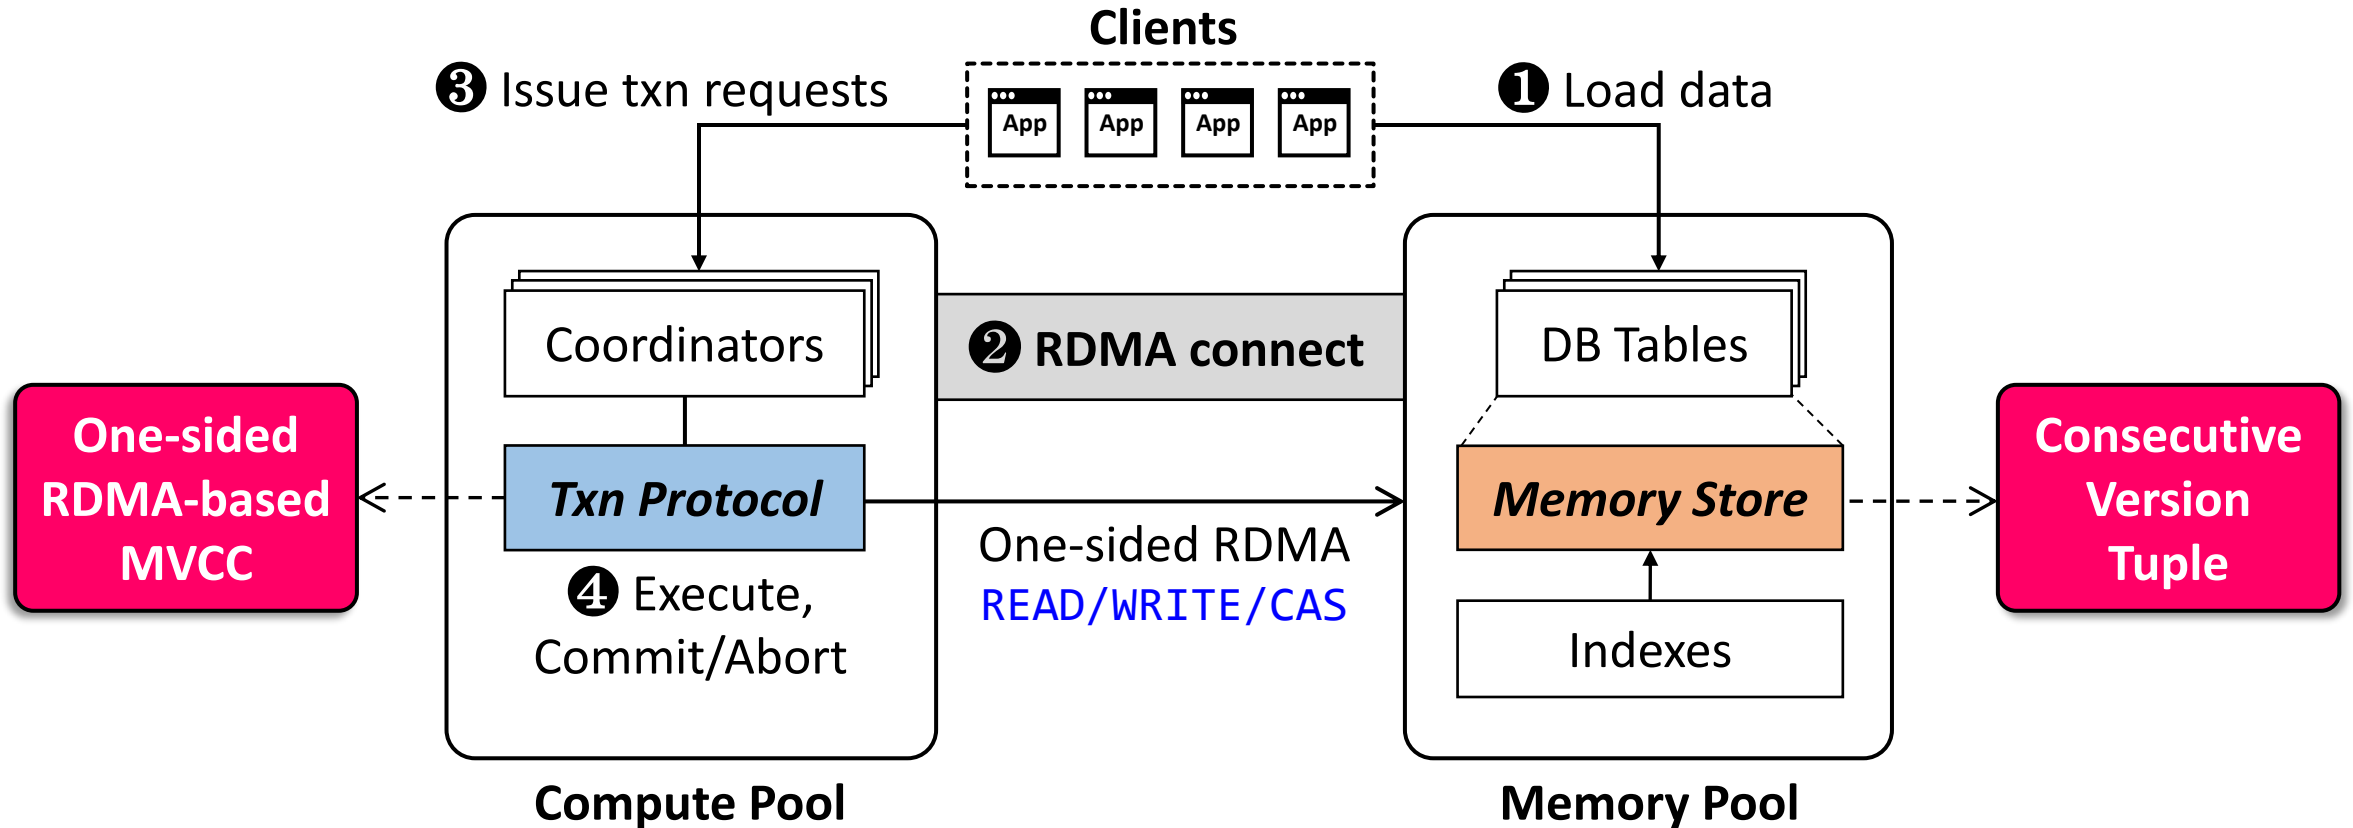 Clients
❸ Issue txn requests
❶ Load data
App App App App
Coordinators
❷ RDMA connect
DB Tables
One-sided
RDMA-based
MVCC
Txn Protocol
Memory Store
Consecutive
Version
Tuple
One-sided RDMA
READ/WRITE/CAS
❹ Execute,
Commit/Abort
Indexes
Compute Pool
Memory Pool